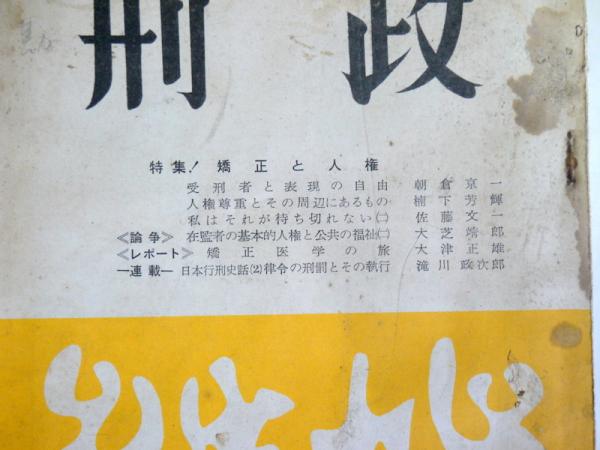 刑政
特集! 矯正と人権
受刑者と表現の自由 朝倉京一
人権尊重とその周辺にあるもの 楠下芳輝
私はそれが待ち切れない(二) 佐藤文一
≪論争≫ 在監者の基本的人権と公共の福祉(二) 大芝靖郎
≪レポート≫ 矯正医学の旅 大津正雄
―連載― 日本行刑史話(2)律令の刑罰とその執行 滝川政次郎